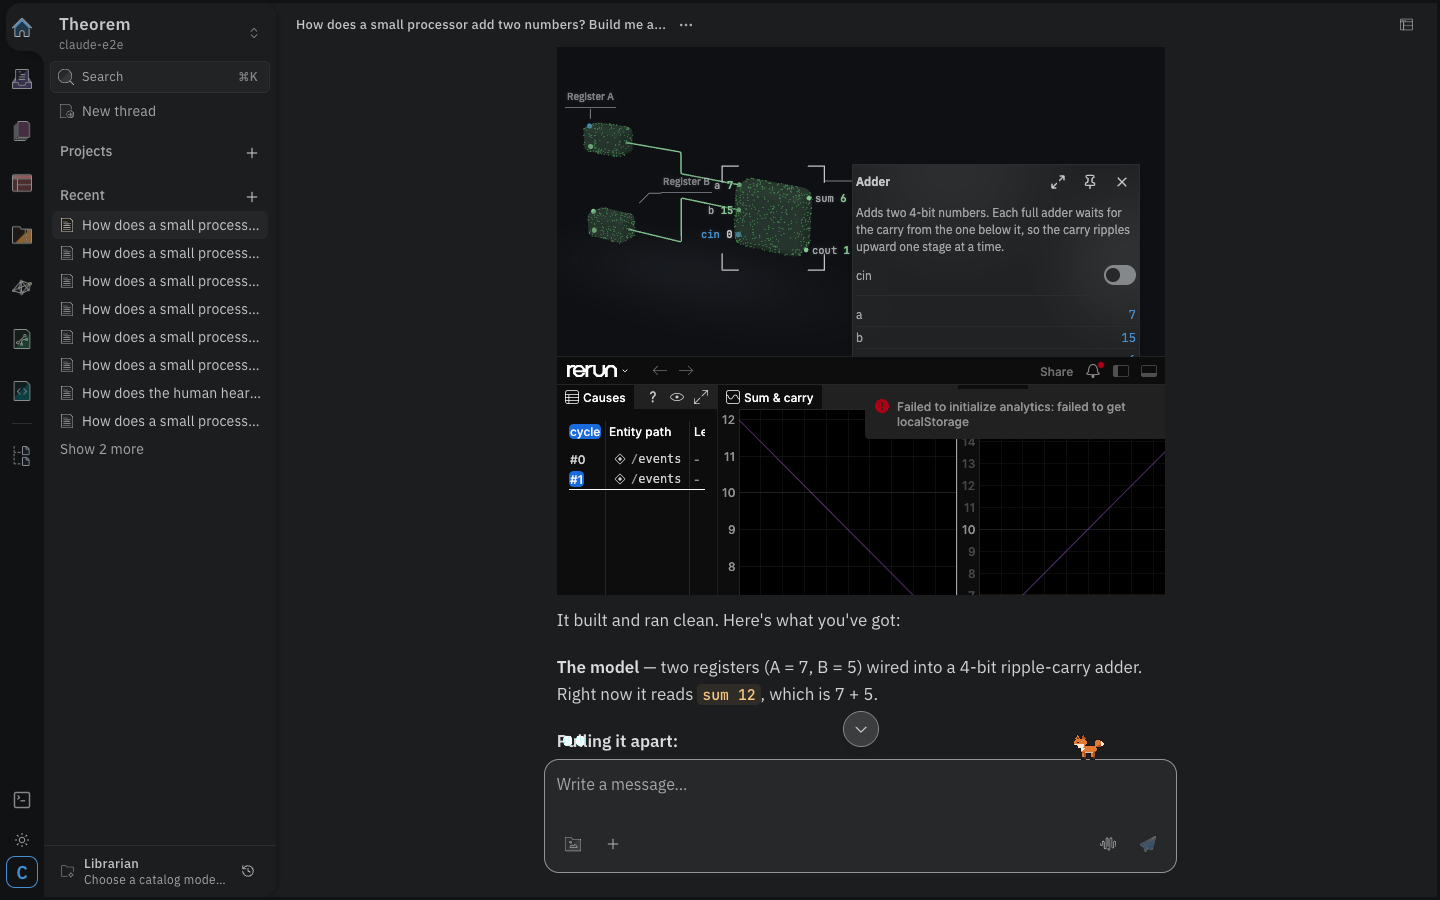 Theorem
claude-e2e
Search ⌘K
New thread
Projects
Recent
How does a small process...
How does a small process...
How does a small process...
How does a small process...
How does a small process...
How does a small process...
How does the human hear...
How does a small process...
Show 2 more
Librarian
Choose a catalog mode...
C
How does a small processor add two numbers? Build me a...
Register A
Register B
a 7
b 15
cin 0
sum 6
cout 1
Adder
Adds two 4-bit numbers. Each full adder waits for
the carry from the one below it, so the carry ripples
upward one stage at a time.
cin
a 7
b 15
rerun
Share
Causes
?
Sum & carry
Failed to initialize analytics: failed to get
localStorage
cycle Entity path Le
#0 /events -
#1 /events -
12
11
10
9
8
14
13
12
11
10
9
8
7
It built and ran clean. Here's what you've got:
The model — two registers (A = 7, B = 5) wired into a 4-bit ripple-carry adder.
Right now it reads sum 12, which is 7 + 5.
Pulling it apart:
Write a message...